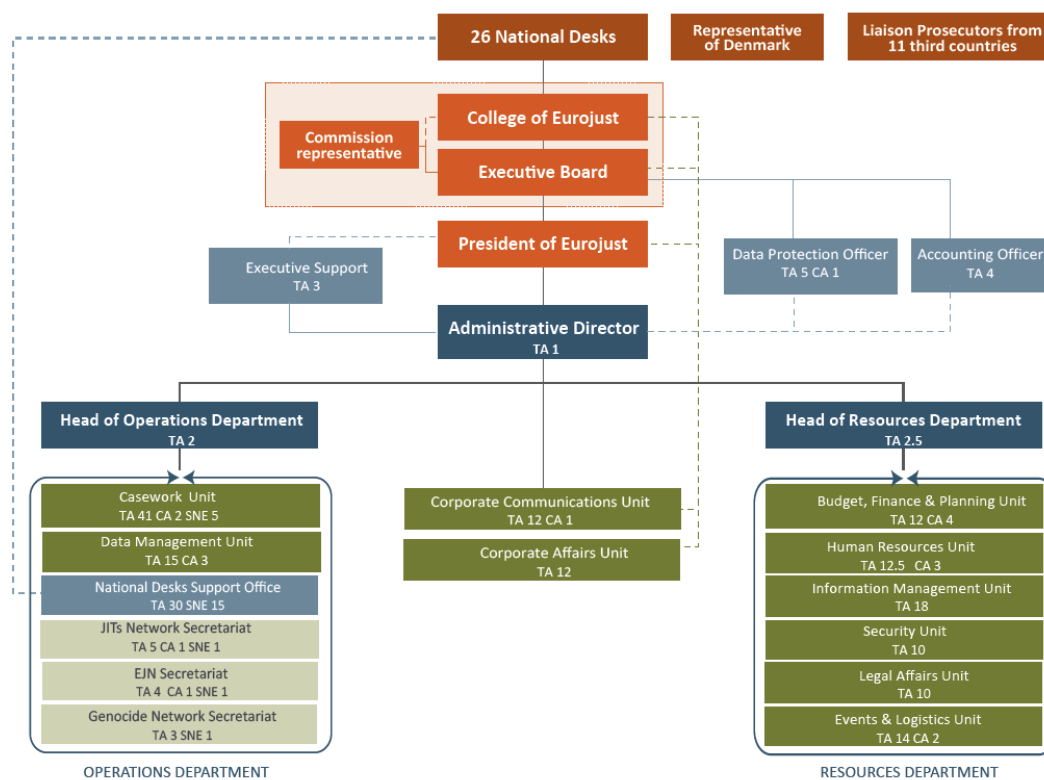 26 National Desks
Representative
of Denmark
Liaison Prosecutors from
11 third countries
College of Eurojust
Commission
representative
Executive Board
President of Eurojust
Executive Support
TA 3
Data Protection Officer
TA 5 CA 1
Accounting Officer
TA 4
Administrative Director
TA 1
Head of Operations Department
TA 2
Head of Resources Department
TA 2.5
Casework Unit
TA 41 CA 2 SNE 5
Data Management Unit
TA 15 CA 3
National Desks Support Office
TA 30 SNE 15
JITs Network Secretariat
TA 5 CA 1 SNE 1
EJN Secretariat
TA 4 CA 1 SNE 1
Genocide Network Secretariat
TA 3 SNE 1
OPERATIONS DEPARTMENT
Corporate Communications Unit
TA 12 CA 1
Corporate Affairs Unit
TA 12
Budget, Finance & Planning Unit
TA 12 CA 4
Human Resources Unit
TA 12.5 CA 3
Information Management Unit
TA 18
Security Unit
TA 10
Legal Affairs Unit
TA 10
Events & Logistics Unit
TA 14 CA 2
RESOURCES DEPARTMENT